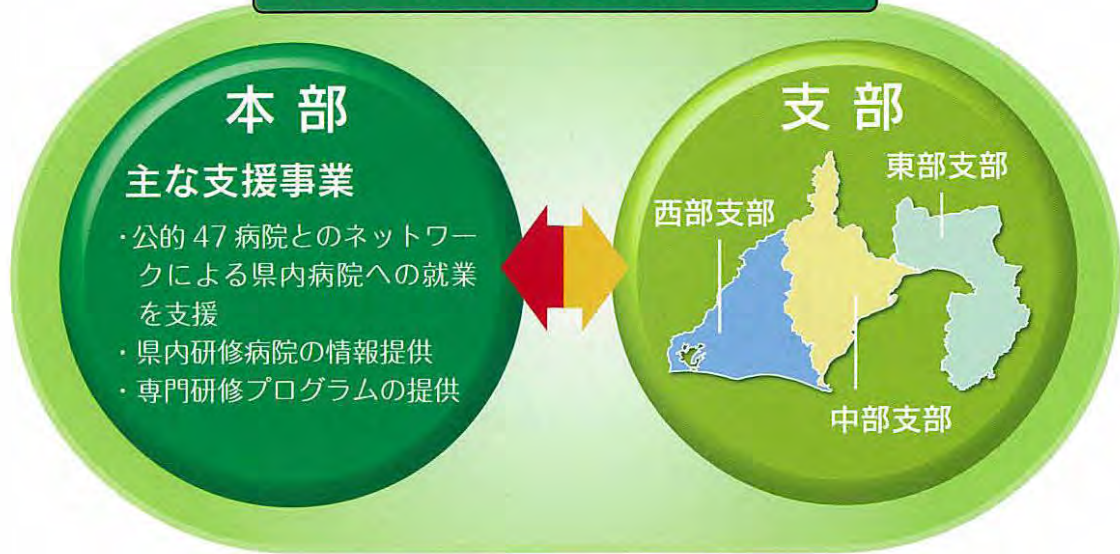 本部
主な支援事業
・公的 47 病院とのネットワー
クによる県内病院への就業
を支援
・県内研修病院の情報提供
・専門研修プログラムの提供
支部
東部支部
西部支部
中部支部